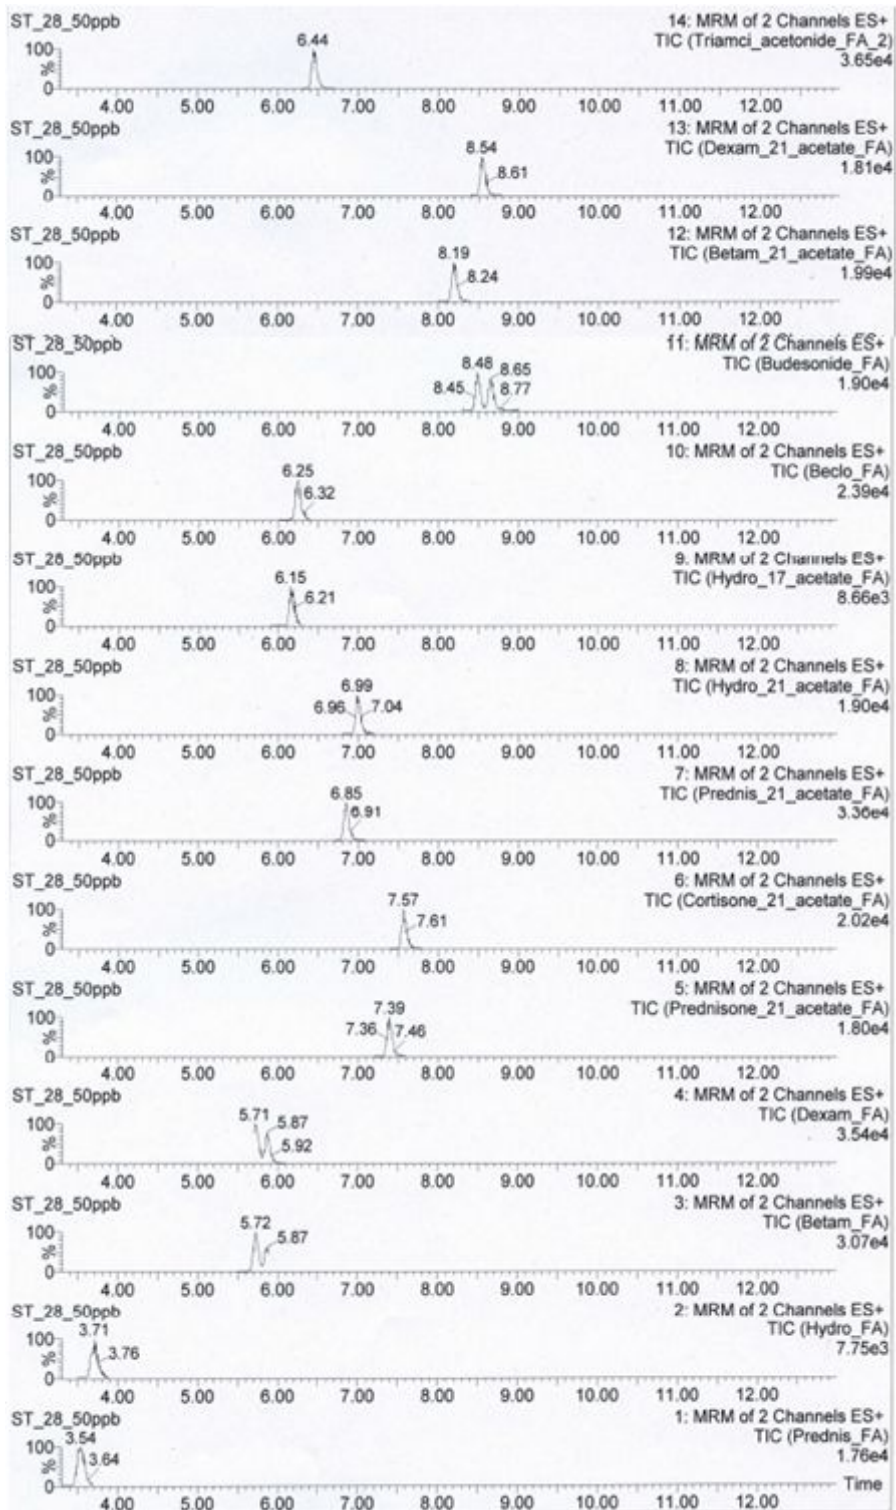 ST_28_50ppb 14: MRM of 2 Channels ES+
6.44 TIC (Triamci_acetonide_FA_2)
100 3.65e4
%
0
4.00 5.00 6.00 7.00 8.00 9.00 10.00 11.00 12.00
ST_28_50ppb 13: MRM of 2 Channels ES+
8.54 TIC (Dexam_21_acetate_FA)
100 8.61 1.81e4
%
0
4.00 5.00 6.00 7.00 8.00 9.00 10.00 11.00 12.00
ST_28_50ppb 12: MRM of 2 Channels ES+
8.19 TIC (Betam_21_acetate_FA)
100 8.24 1.99e4
%
0
4.00 5.00 6.00 7.00 8.00 9.00 10.00 11.00 12.00
ST_28_50ppb 11: MRM of 2 Channels ES+
8.48 8.65 TIC (Budesonide_FA)
100 8.45 8.77 1.90e4
%
0
4.00 5.00 6.00 7.00 8.00 9.00 10.00 11.00 12.00
ST_28_50ppb 10: MRM of 2 Channels ES+
6.25 TIC (Beclo_FA)
100 6.32 2.39e4
%
0
4.00 5.00 6.00 7.00 8.00 9.00 10.00 11.00 12.00
ST_28_50ppb 9: MRM of 2 Channels ES+
6.15 TIC (Hydro_17_acetate_FA)
100 6.21 8.66e3
%
0
4.00 5.00 6.00 7.00 8.00 9.00 10.00 11.00 12.00
ST_28_50ppb 8: MRM of 2 Channels ES+
6.99 TIC (Hydro_21_acetate_FA)
100 6.96 7.04 1.90e4
%
0
4.00 5.00 6.00 7.00 8.00 9.00 10.00 11.00 12.00
ST_28_50ppb 7: MRM of 2 Channels ES+
6.85 TIC (Prednis_21_acetate_FA)
100 6.91 3.36e4
%
0
4.00 5.00 6.00 7.00 8.00 9.00 10.00 11.00 12.00
ST_28_50ppb 6: MRM of 2 Channels ES+
7.57 TIC (Cortisone_21_acetate_FA)
100 7.61 2.02e4
%
0
4.00 5.00 6.00 7.00 8.00 9.00 10.00 11.00 12.00
ST_28_50ppb 5: MRM of 2 Channels ES+
7.39 TIC (Prednisone_21_acetate_FA)
100 7.36 7.46 1.80e4
%
0
4.00 5.00 6.00 7.00 8.00 9.00 10.00 11.00 12.00
ST_28_50ppb 4: MRM of 2 Channels ES+
5.71 5.87 TIC (Dexam_FA)
100 5.92 3.54e4
%
0
4.00 5.00 6.00 7.00 8.00 9.00 10.00 11.00 12.00
ST_28_50ppb 3: MRM of 2 Channels ES+
5.72 5.87 TIC (Betam_FA)
100 3.07e4
%
0
4.00 5.00 6.00 7.00 8.00 9.00 10.00 11.00 12.00
ST_28_50ppb 2: MRM of 2 Channels ES+
3.71 TIC (Hydro_FA)
100 3.76 7.75e3
%
0
4.00 5.00 6.00 7.00 8.00 9.00 10.00 11.00 12.00
ST_28_50ppb 1: MRM of 2 Channels ES+
3.54 TIC (Prednis_FA)
100 3.64 1.76e4
%
0 Time
4.00 5.00 6.00 7.00 8.00 9.00 10.00 11.00 12.00